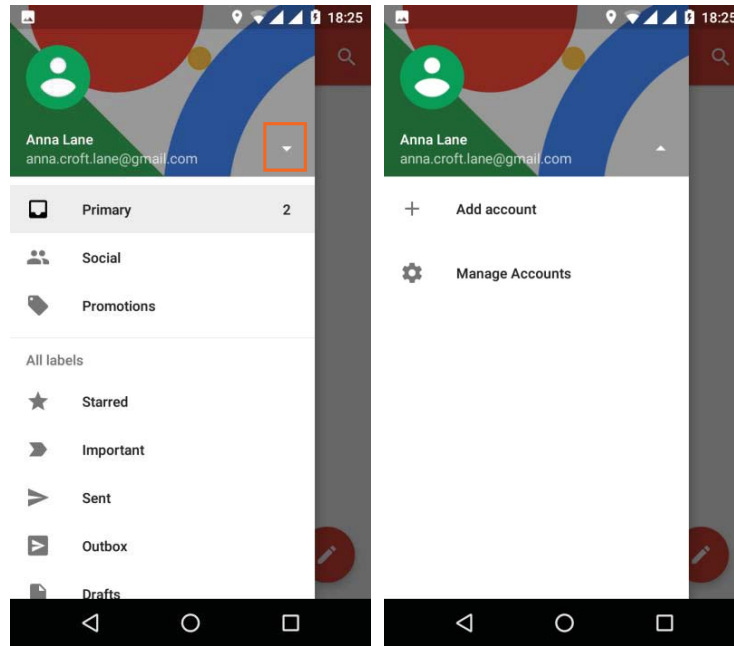 18:25
Anna Lane
anna.croft.lane@gmail.com
Primary 2
Social
Promotions
All labels
Starred
Important
Sent
Outbox
Drafts
18:25
Anna Lane
anna.croft.lane@gmail.com
Add account
Manage Accounts